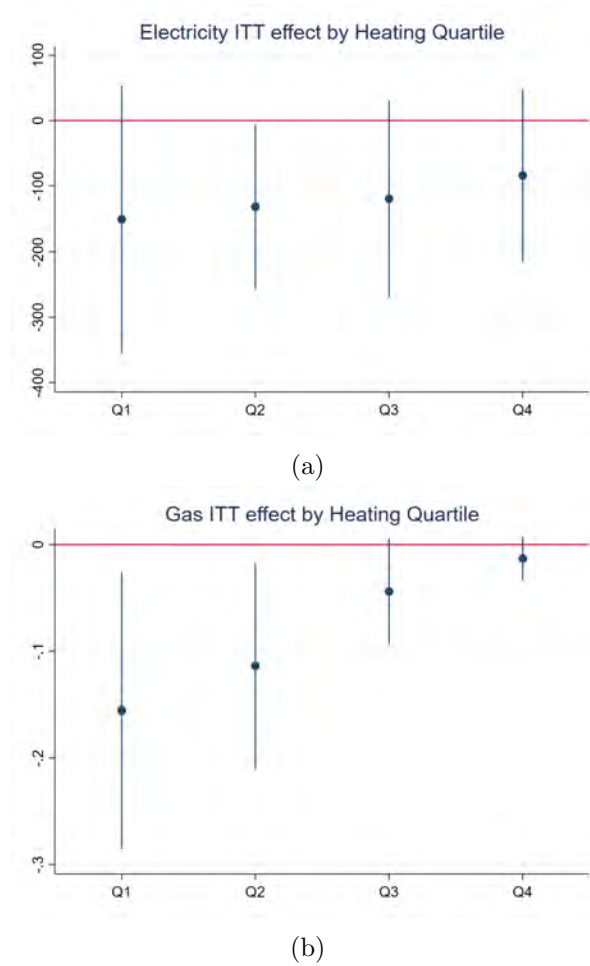 Electricity ITT effect by Heating Quartile
100
0
-100
-200
-300
-400
Q1 Q2 Q3 Q4
(a)
Gas ITT effect by Heating Quartile
0
-.1
-.2
-.3
Q1 Q2 Q3 Q4
(b)